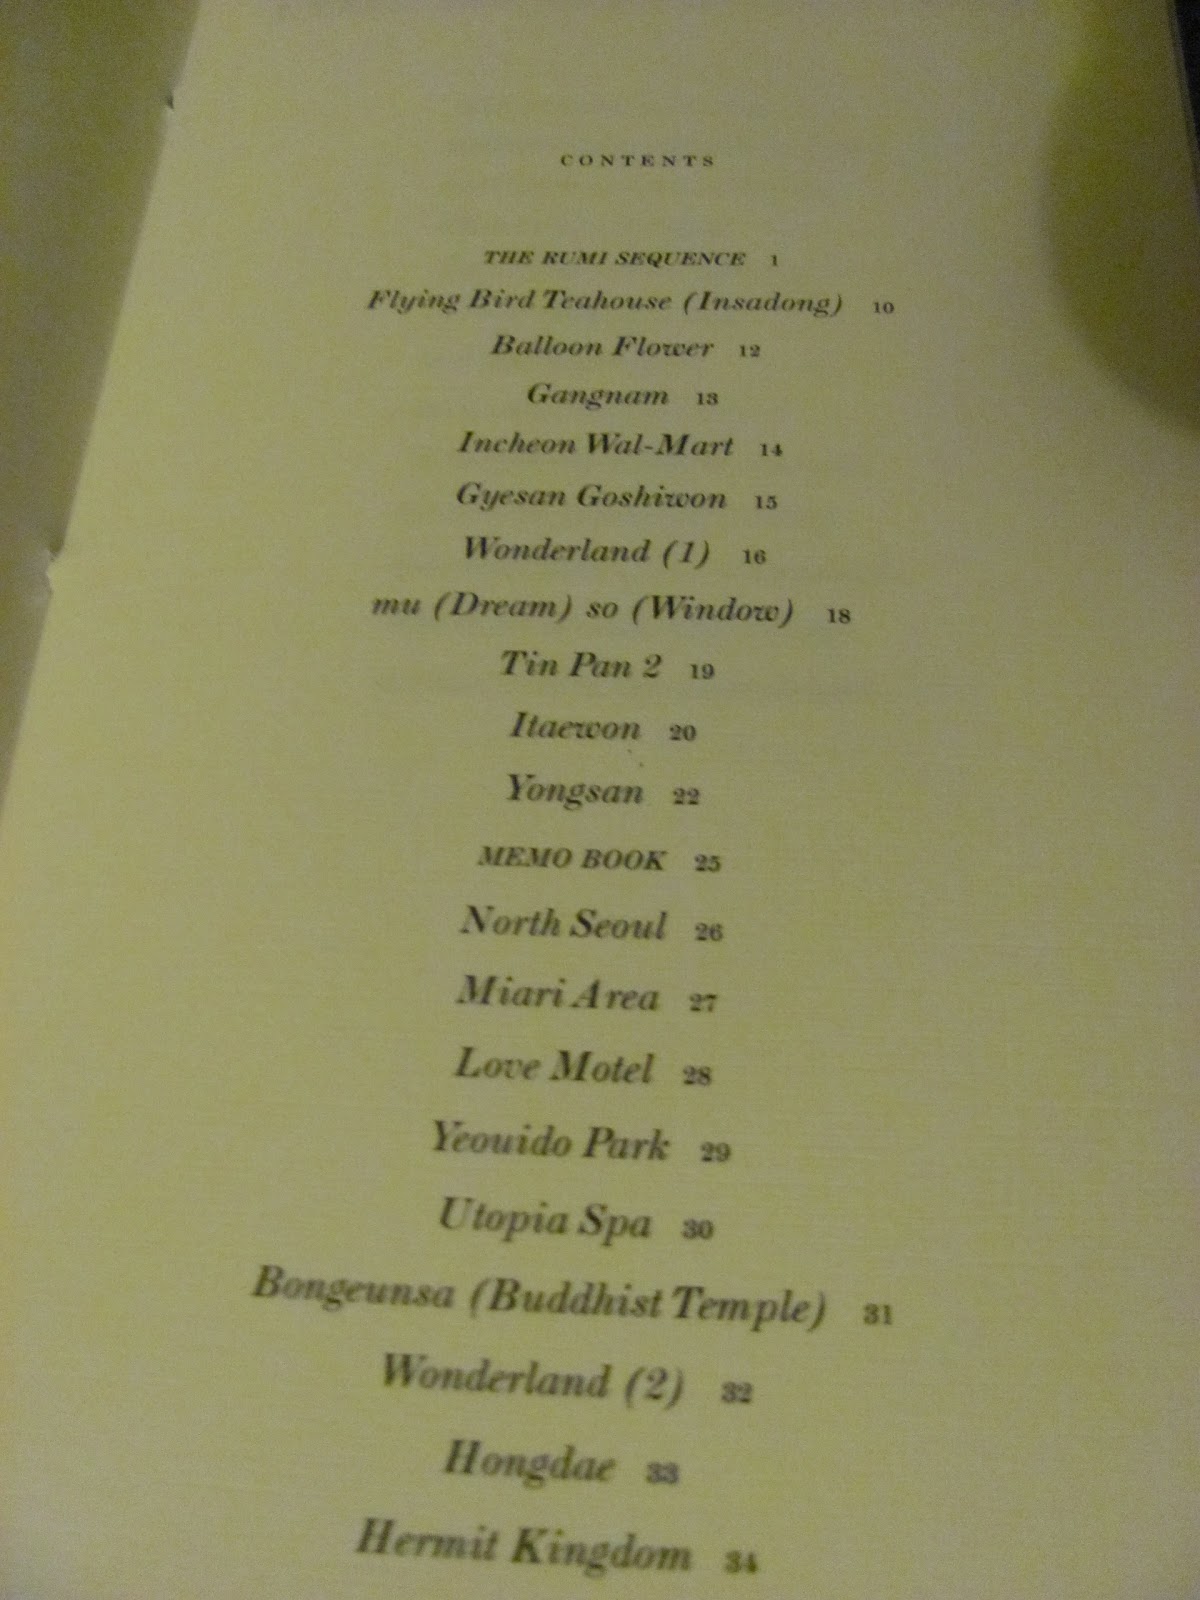 CONTENTS
THE RUMI SEQUENCE 1
Flying Bird Teahouse (Insadong) 10
Balloon Flower 12
Gangnam 13
Incheon Wal-Mart 14
Gyesan Goshiwon 15
Wonderland (1) 16
mu (Dream) so (Window) 18
Tin Pan 2 19
Itaewon 20
Yongsan 22
MEMO BOOK 25
North Seoul 26
Miari Area 27
Love Motel 28
Yeouido Park 29
Utopia Spa 30
Bongeunsa (Buddhist Temple) 31
Wonderland (2) 32
Hongdae 33
Hermit Kingdom 34